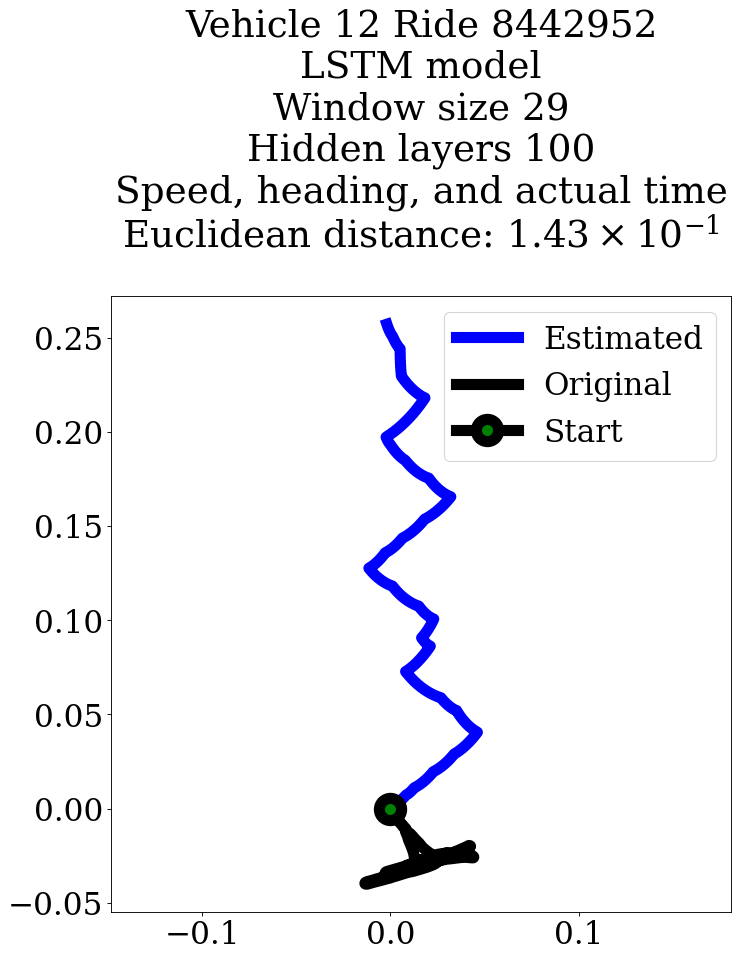 Vehicle 12 Ride 8442952
LSTM model
Window size 29
Hidden layers 100
Speed, heading, and actual time
Euclidean distance: 1.43 × 10⁻¹
Estimated
Original
Start
0.25
0.20
0.15
0.10
0.05
0.00
−0.05
−0.1
0.0
0.1